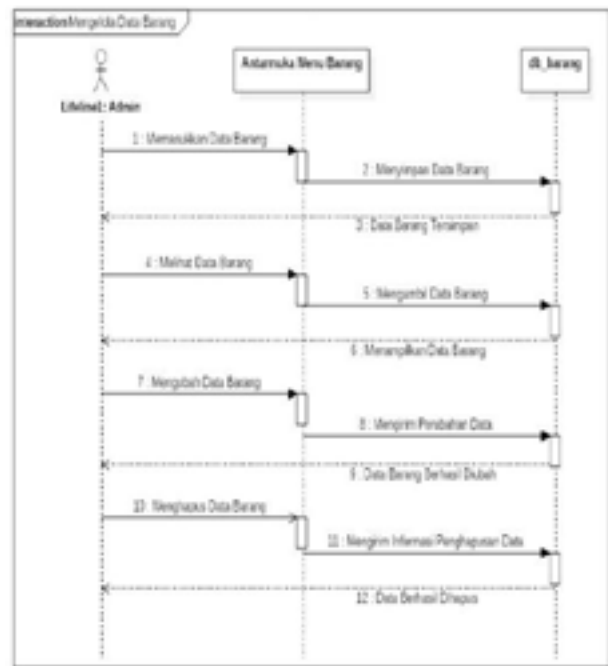 interaction Mengelola Data Barang
Antarmuka Menu Barang
db_barang
Lifeline1: Admin
1 : Memasukkan Data Barang
2 : Menyimpan Data Barang
3 : Data Barang Tersimpan
4 : Melihat Data Barang
5 : Mengambil Data Barang
6 : Menampilkan Data Barang
7 : Mengubah Data Barang
8 : Mengirim Perubahan Data
9 : Data Barang Berhasil Diubah
10 : Menghapus Data Barang
11 : Mengirim Informasi Penghapusan Data
12 : Data Berhasil Dihapus